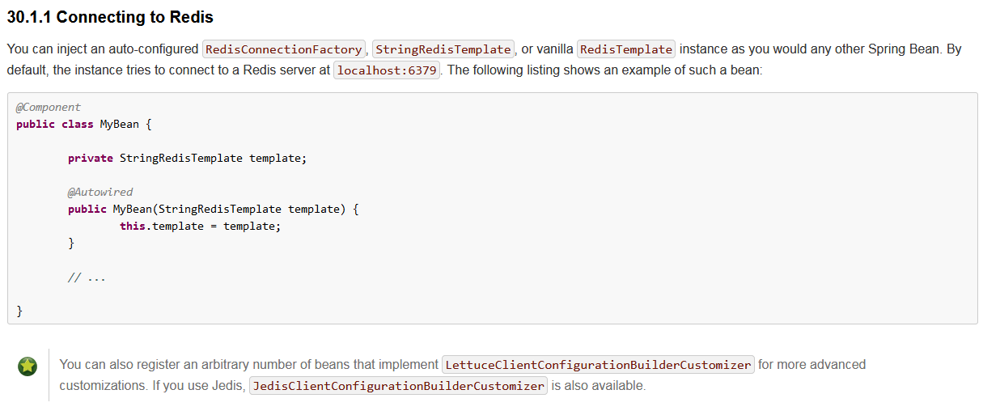 30.1.1 Connecting to Redis
You can inject an auto-configured RedisConnectionFactory, StringRedisTemplate, or vanilla RedisTemplate instance as you would any other Spring Bean. By
default, the instance tries to connect to a Redis server at localhost:6379. The following listing shows an example of such a bean:
@Component
public class MyBean {
private StringRedisTemplate template;
@Autowired
public MyBean(StringRedisTemplate template) {
this.template = template;
}
// ...
}
You can also register an arbitrary number of beans that implement LettuceClientConfigurationBuilderCustomizer for more advanced
customizations. If you use Jedis, JedisClientConfigurationBuilderCustomizer is also available.